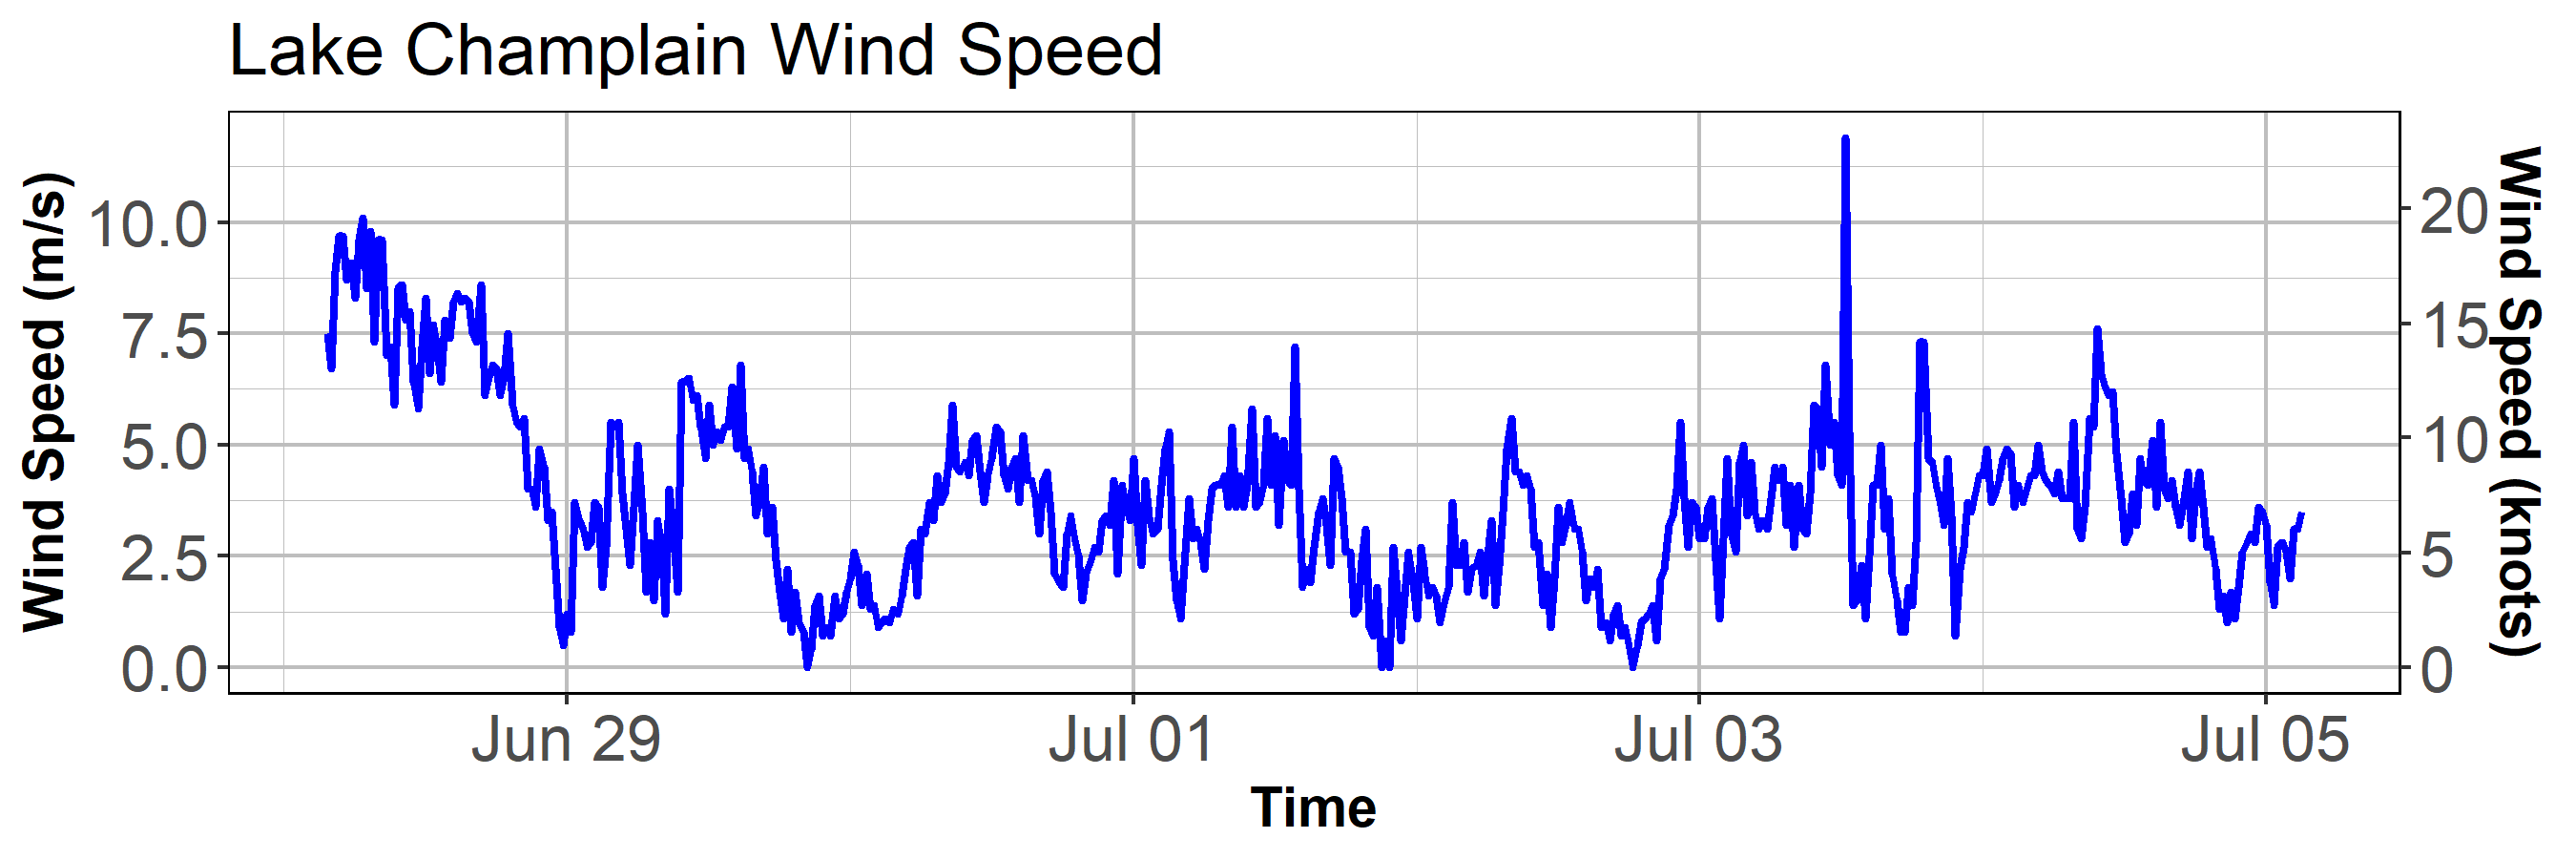 Lake Champlain Wind Speed
Wind Speed (m/s)
10.0
7.5
5.0
2.5
0.0
20
15
10
5
0
Wind Speed (knots)
Jun 29
Jul 01
Jul 03
Jul 05
Time